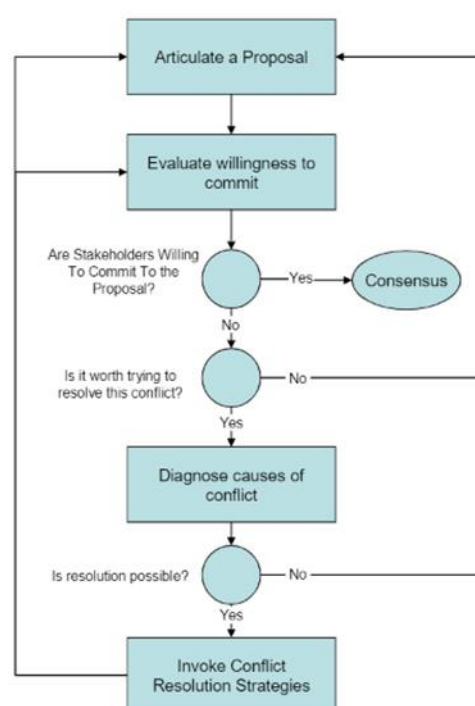 Articulate a Proposal
Evaluate willingness to
commit
Are Stakeholders Willing
To Commit To the
Proposal?
Yes
Consensus
No
Is it worth trying to
resolve this conflict?
No
Yes
Diagnose causes of
conflict
Is resolution possible?
No
Yes
Invoke Conflict
Resolution Strategies